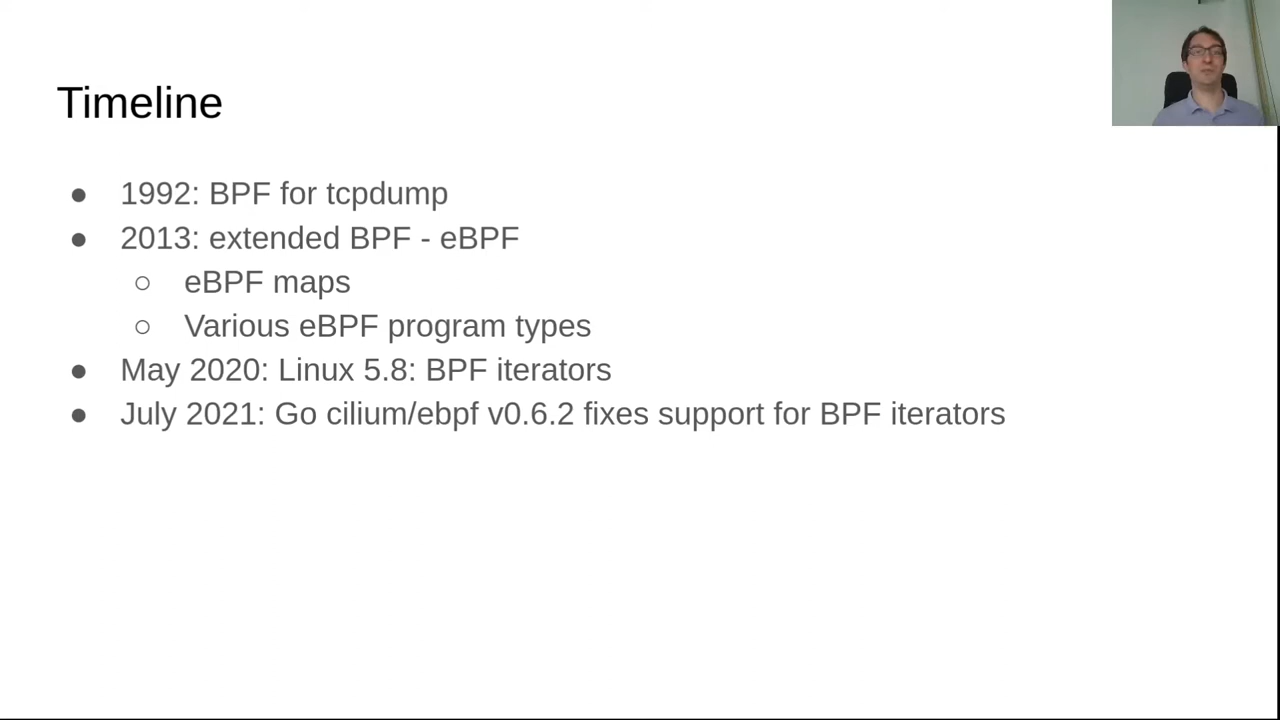 Timeline
● 1992: BPF for tcpdump
● 2013: extended BPF - eBPF
○ eBPF maps
○ Various eBPF program types
● May 2020: Linux 5.8: BPF iterators
● July 2021: Go cilium/ebpf v0.6.2 fixes support for BPF iterators